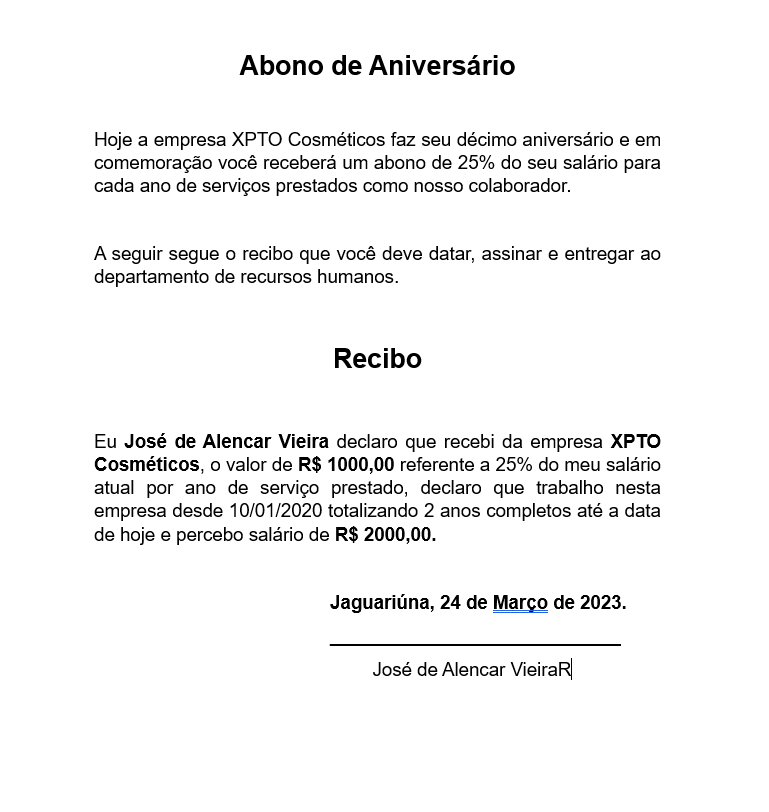 Abono de Aniversário
Hoje a empresa XPTO Cosméticos faz seu décimo aniversário e em
comemoração você receberá um abono de 25% do seu salário para
cada ano de serviços prestados como nosso colaborador.
A seguir segue o recibo que você deve datar, assinar e entregar ao
departamento de recursos humanos.
Recibo
Eu José de Alencar Vieira declaro que recebi da empresa XPTO
Cosméticos, o valor de R$ 1000,00 referente a 25% do meu salário
atual por ano de serviço prestado, declaro que trabalho nesta
empresa desde 10/01/2020 totalizando 2 anos completos até a data
de hoje e percebo salário de R$ 2000,00.
Jaguariúna, 24 de Março de 2023.
José de Alencar VieiraR